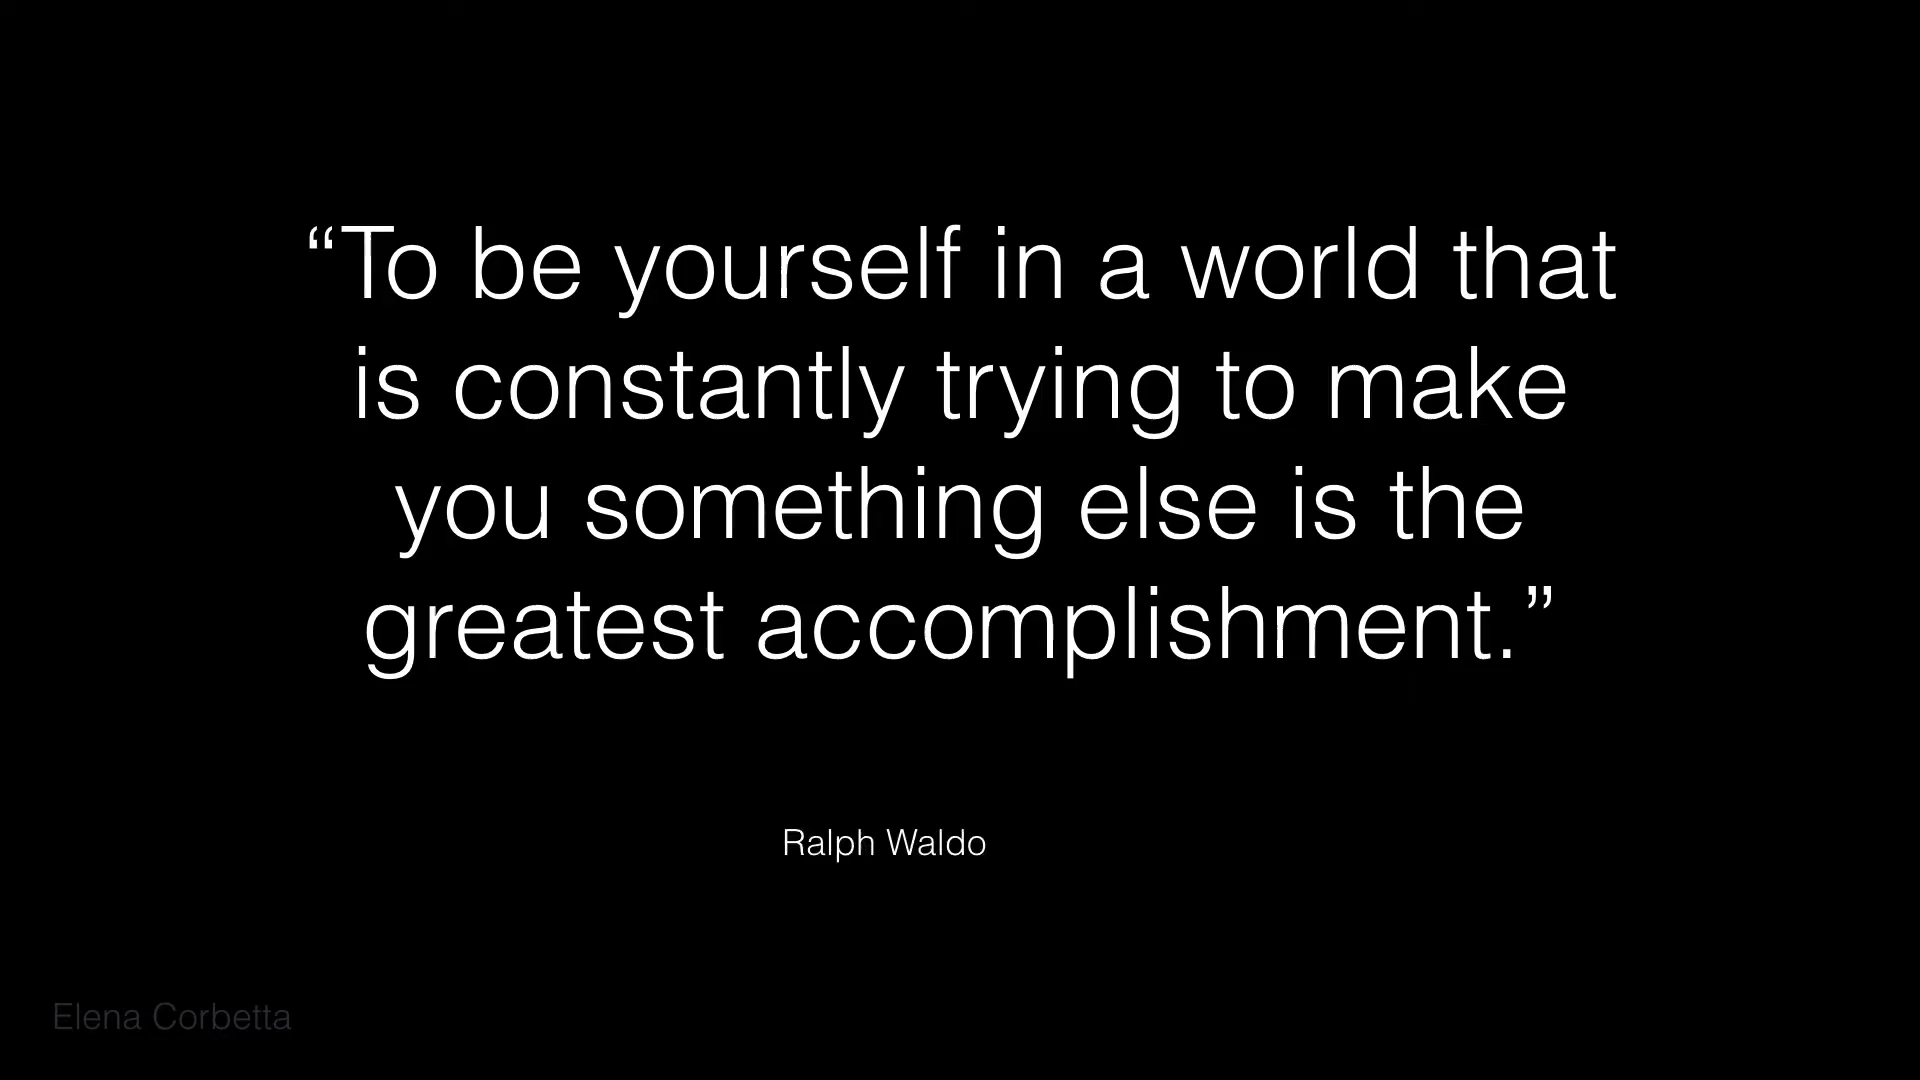 “To be yourself in a world that
is constantly trying to make
you something else is the
greatest accomplishment.”
Ralph Waldo
Elena Corbetta